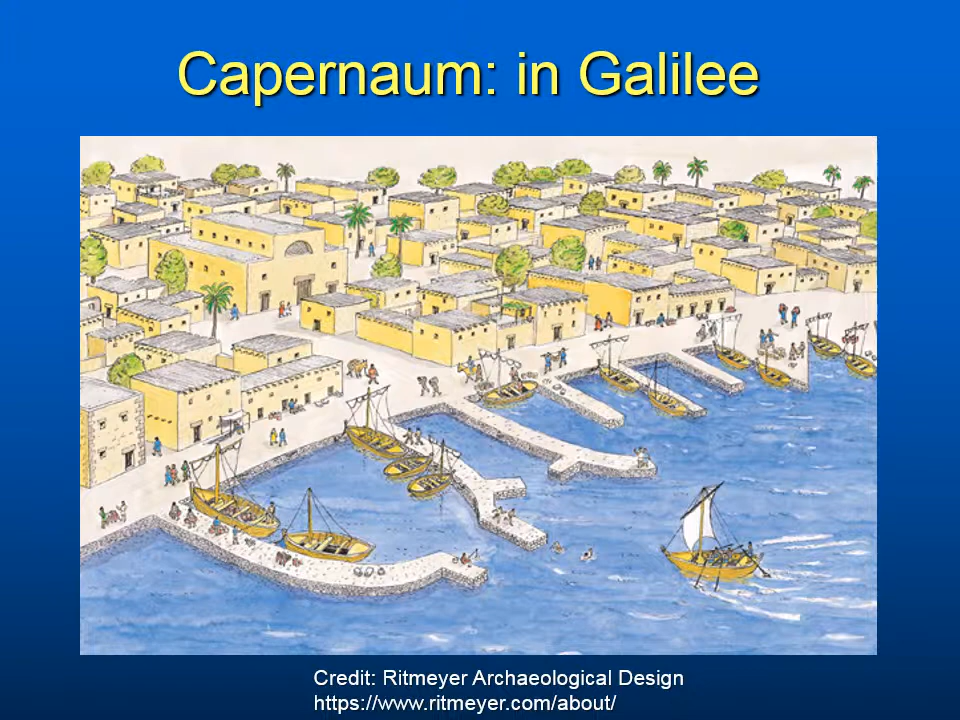 Capernaum: in Galilee
Credit: Ritmeyer Archaeological Design
https://www.ritmeyer.com/about/